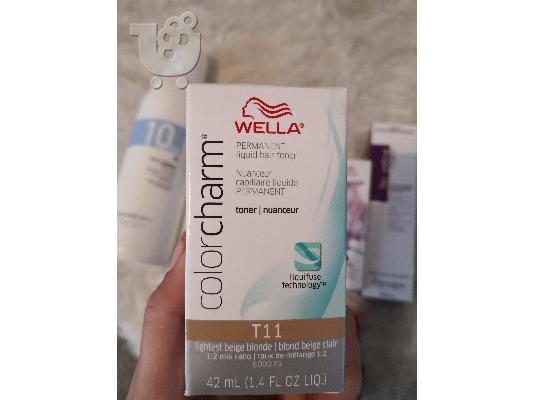 WELLA®
PERMANENT
liquid hair toner
Nuanceur
capillaire liquide
PERMANENT
toner | nuanceur
colorcharm®
liquifuse
technology™
T11
lightest beige blonde | blond beige clair
1:2 mix ratio | taux de mélange 1:2
42 mL (1.4 FL OZ LIQ.)
10